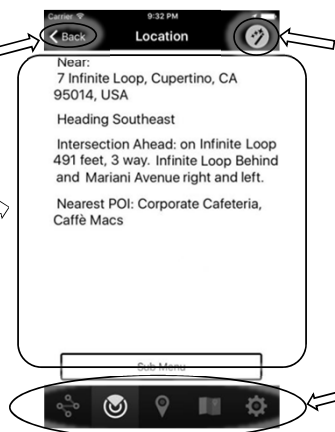 Carrier 9:32 PM
Back Location
Near:
7 Infinite Loop, Cupertino, CA
95014, USA
Heading Southeast
Intersection Ahead: on Infinite Loop
491 feet, 3 way. Infinite Loop Behind
and Mariani Avenue right and left.
Nearest POI: Corporate Cafeteria,
Caffè Macs
Sub Menu